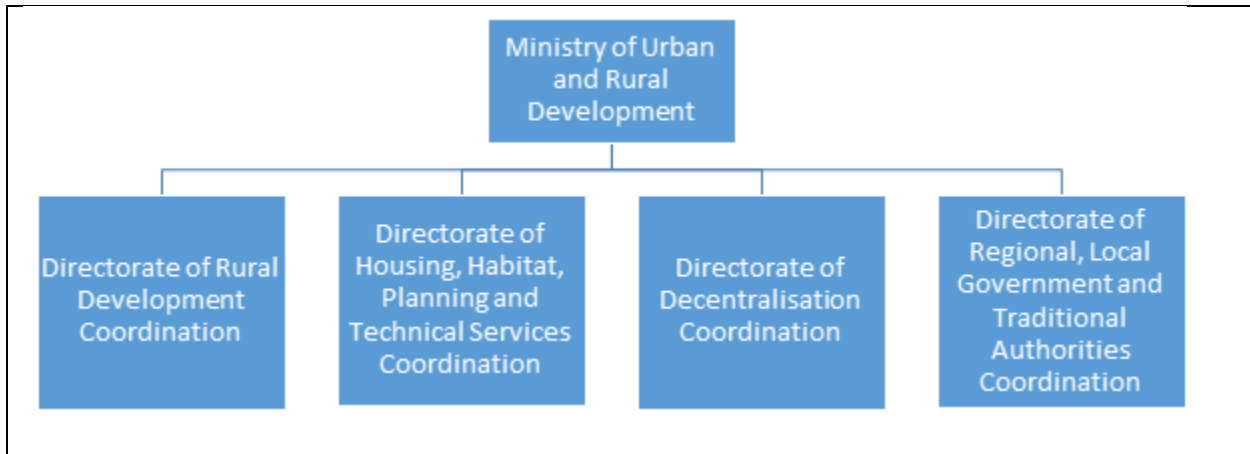 Ministry of Urban
and Rural
Development
Directorate of Rural
Development
Coordination
Directorate of
Housing, Habitat,
Planning and
Technical Services
Coordination
Directorate of
Decentralisation
Coordination
Directorate of
Regional, Local
Government and
Traditional
Authorities
Coordination